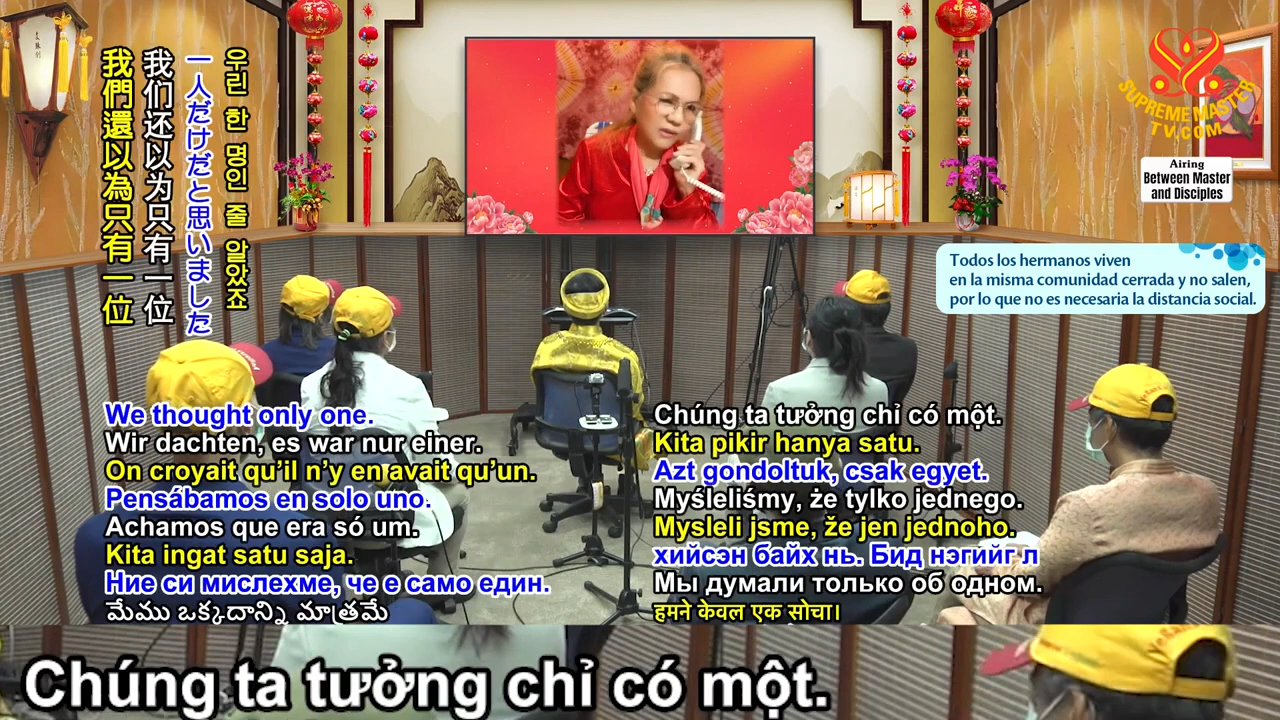 우린 한 명인 줄 알았죠
一人だけだと思いました
我们还以为只有一位
我們還以為只有一位
SUPREME MASTER
TV.COM
Airing
Between Master
and Disciples
Todos los hermanos viven
en la misma comunidad cerrada y no salen,
por lo que no es necesaria la distancia social.
We thought only one.
Wir dachten, es war nur einer.
On croyait qu'il n'y en avait qu'un.
Pensábamos en solo uno.
Achamos que era só um.
Kita ingat satu saja.
Ние си мислехме, че е само един.
మేము ఒక్కదాన్ని మాత్రమే
Chúng ta tưởng chỉ có một.
Kita pikir hanya satu.
Azt gondoltuk, csak egyet.
Myśleliśmy, że tylko jednego.
Mysleli jsme, že jen jednoho.
хийсэн байх нь. Бид нэгийг л
Мы думали только об одном.
हमने केवल एक सोचा।
Chúng ta tưởng chỉ có một.